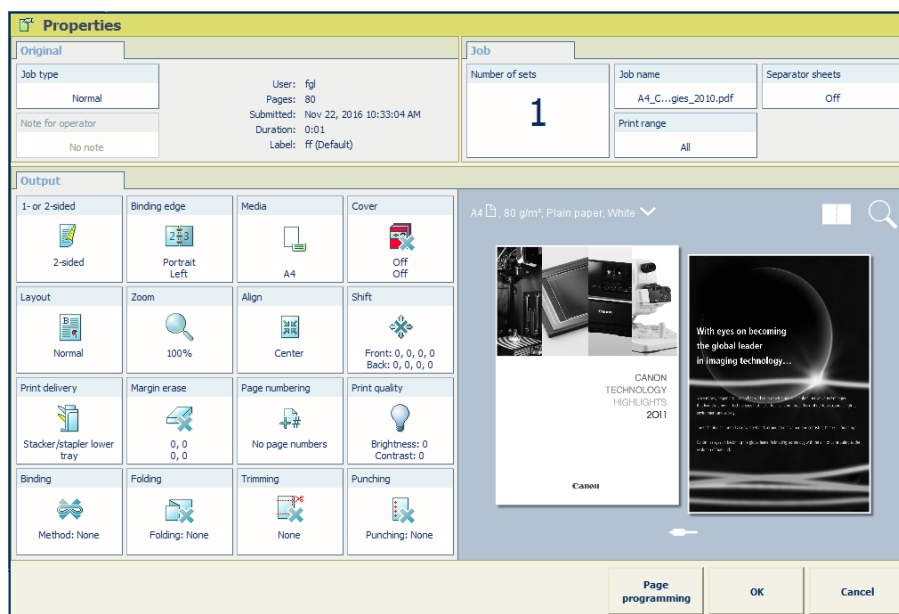 Properties
Original
Job type
Normal
Note for operator
No note
User: fgl
Pages: 80
Submitted: Nov 22, 2016 10:33:04 AM
Duration: 0:01
Label: ff (Default)
Job
Number of sets
1
Job name
A4_C...gies_2010.pdf
Print range
All
Separator sheets
Off
Output
1- or 2-sided
2-sided
Binding edge
Portrait
Left
Media
A4
Cover
Off
Off
Layout
Normal
Zoom
100%
Align
Center
Shift
Front: 0, 0, 0, 0
Back: 0, 0, 0, 0
Print delivery
Stacker/stapler lower
tray
Margin erase
0, 0
0, 0
Page numbering
No page numbers
Print quality
Brightness: 0
Contrast: 0
Binding
Method: None
Folding
Folding: None
Trimming
None
Punching
Punching: None
A4 , 80 g/m², Plain paper, White
Canon
CANON
TECHNOLOGY
HIGHLIGHTS
2011
Canon
With eyes on becoming
the global leader
in imaging technology...
Page
programming
OK
Cancel